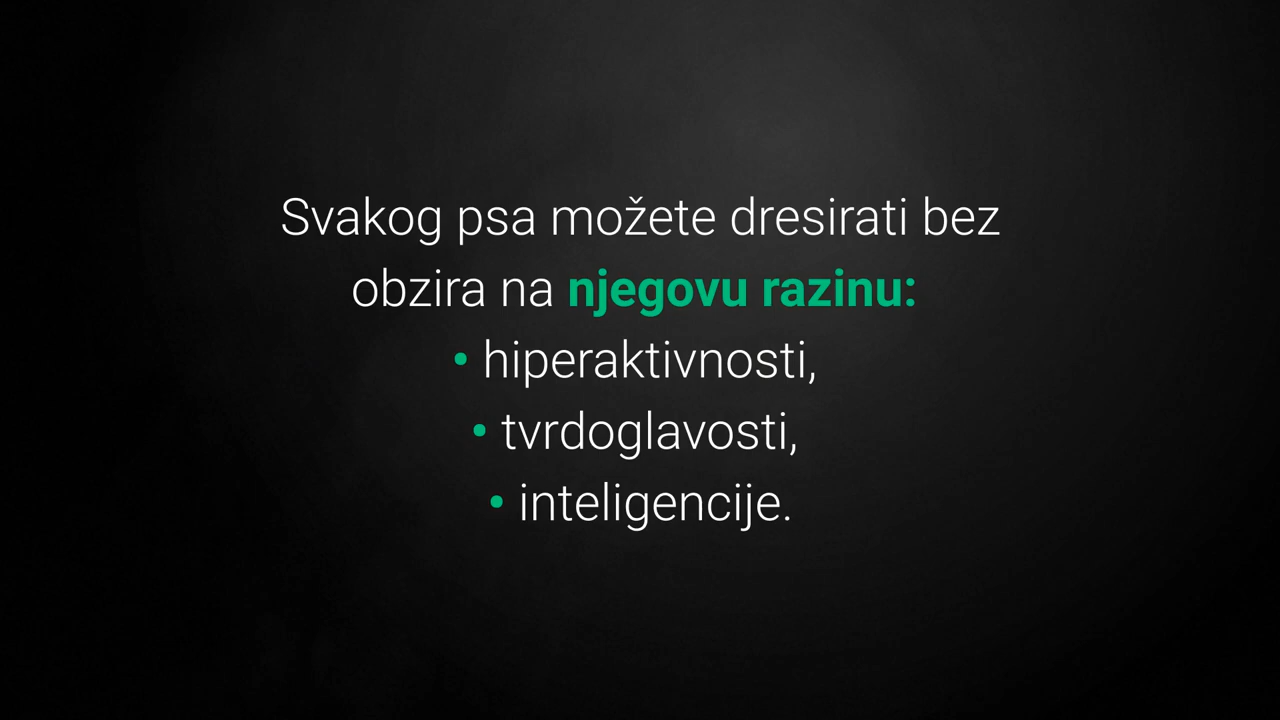 Svakog psa možete dresirati bez
obzira na njegovu razinu:
• hiperaktivnosti,
• tvrdoglavosti,
• inteligencije.